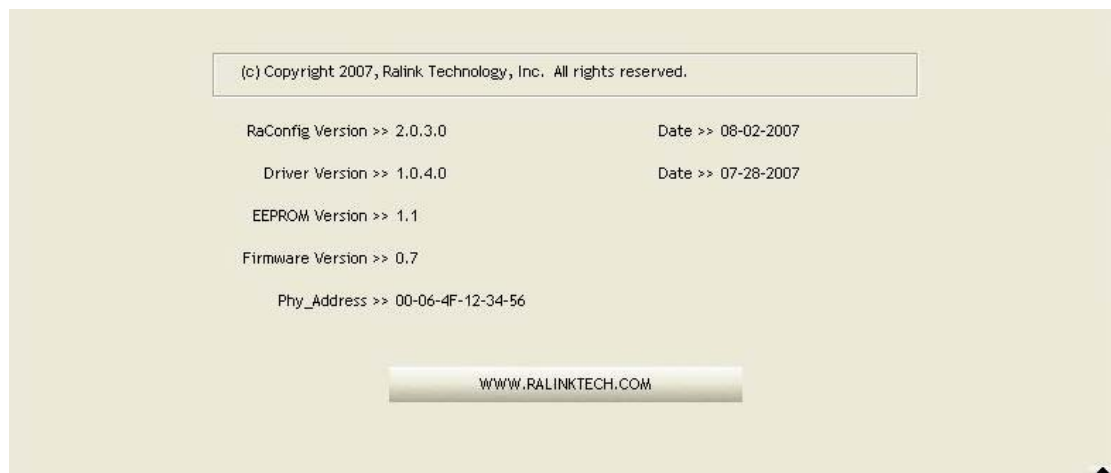 (c) Copyright 2007, Ralink Technology, Inc. All rights reserved.
RaConfig Version >> 2.0.3.0 Date >> 08-02-2007
Driver Version >> 1.0.4.0 Date >> 07-28-2007
EEPROM Version >> 1.1
Firmware Version >> 0.7
Phy_Address >> 00-06-4F-12-34-56
WWW.RALINKTECH.COM